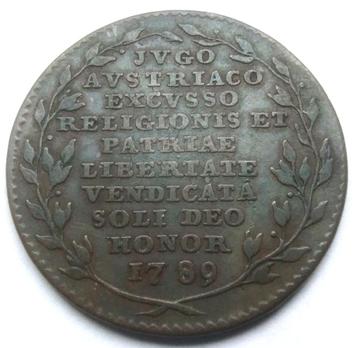 JVGO
AVSTRIACO
EXCVSSO
RELIGIONIS ET
PATRIAE
LIBERTATE
VENDICATA
SOLI DEO
HONOR
1789